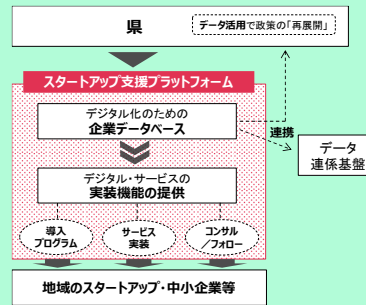 県
データ活用で政策の「再展開」
スタートアップ支援プラットフォーム
デジタル化のための
企業データベース
連携
データ
連係基盤
デジタル・サービスの
実装機能の提供
導入
プログラム
サービス
実装
コンサル
／フォロー
地域のスタートアップ・中小企業等